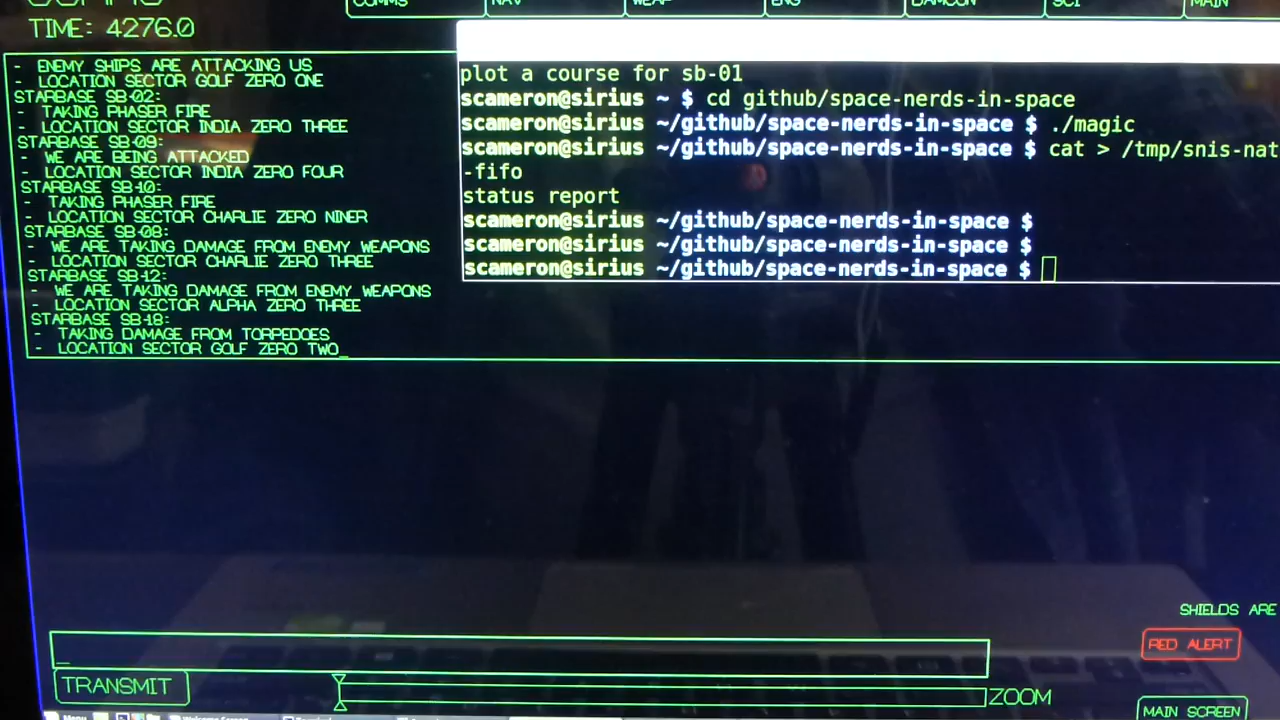 COMMS NAV WEAP ENG DAMCON SCI MAIN
TIME: 4276.0
- ENEMY SHIPS ARE ATTACKING US
- LOCATION SECTOR GOLF ZERO ONE
STARBASE SB-02:
- TAKING PHASER FIRE
- LOCATION SECTOR INDIA ZERO THREE
STARBASE SB-09:
- WE ARE BEING ATTACKED
- LOCATION SECTOR INDIA ZERO FOUR
STARBASE SB-10:
- TAKING PHASER FIRE
- LOCATION SECTOR CHARLIE ZERO NINER
STARBASE SB-08:
- WE ARE TAKING DAMAGE FROM ENEMY WEAPONS
- LOCATION SECTOR CHARLIE ZERO THREE
STARBASE SB-12:
- WE ARE TAKING DAMAGE FROM ENEMY WEAPONS
- LOCATION SECTOR ALPHA ZERO THREE
STARBASE SB-18:
- TAKING DAMAGE FROM TORPEDOES
- LOCATION SECTOR GOLF ZERO TWO_
plot a course for sb-01
scameron@sirius ~ $ cd github/space-nerds-in-space
scameron@sirius ~/github/space-nerds-in-space $ ./magic
scameron@sirius ~/github/space-nerds-in-space $ cat > /tmp/snis-nat
-fifo
status report
scameron@sirius ~/github/space-nerds-in-space $
scameron@sirius ~/github/space-nerds-in-space $
scameron@sirius ~/github/space-nerds-in-space $
SHIELDS ARE
RED ALERT
_
TRANSMIT
ZOOM
MAIN SCREEN
Menu